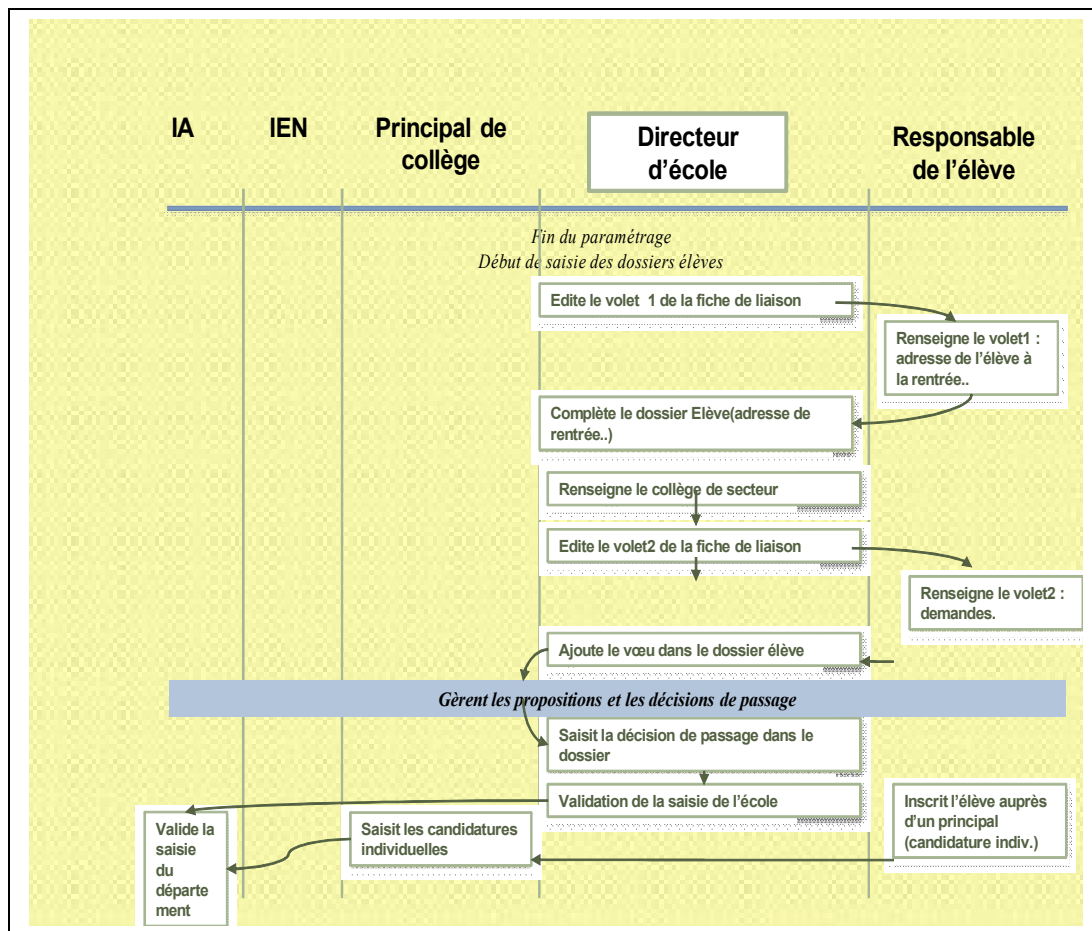 IA
IEN
Principal de
collège
Directeur
d'école
Responsable
de l'élève
Fin du paramétrage
Début de saisie des dossiers élèves
Edite le volet 1 de la fiche de liaison
Renseigne le volet1 :
adresse de l'élève à
la rentrée..
Complète le dossier Elève(adresse de
rentrée..)
Renseigne le collège de secteur
Edite le volet2 de la fiche de liaison
Renseigne le volet2 :
demandes.
Ajoute le vœu dans le dossier élève
Gèrent les propositions et les décisions de passage
Saisit la décision de passage dans le
dossier
Validation de la saisie de l'école
Inscrit l'élève auprès
d'un principal
(candidature indiv.)
Saisit les candidatures
individuelles
Valide la
saisie
du
départe
ment